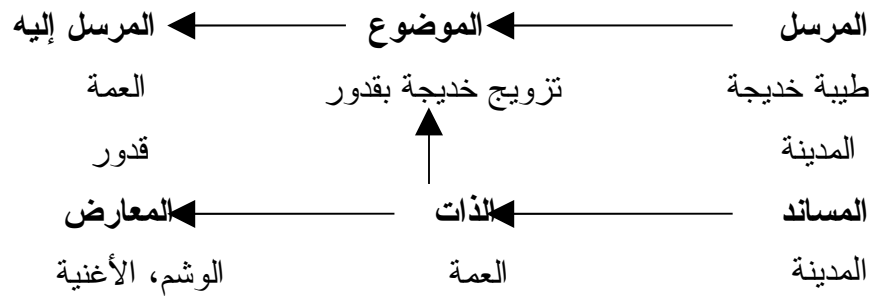 المرسل الموضوع المرسل إليه
طيبة خديجة تزويج خديجة بقدور العمة
المدينة قدور
المساند الذات المعارض
المدينة العمة الوشم، الأغنية